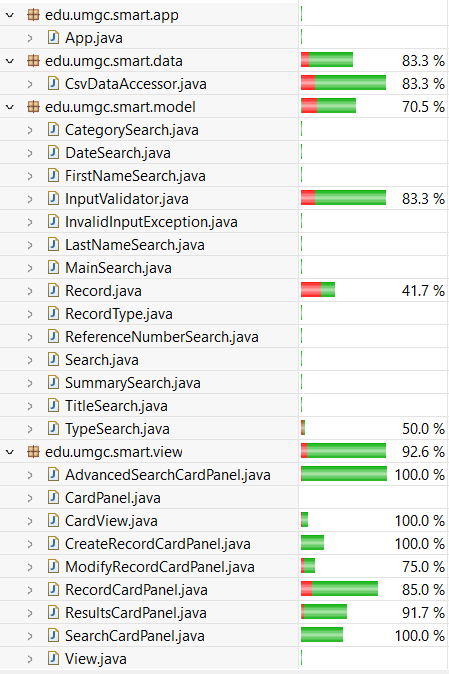 edu.umgc.smart.app
App.java
edu.umgc.smart.data 83.3 %
CsvDataAccessor.java 83.3 %
edu.umgc.smart.model 70.5 %
CategorySearch.java
DateSearch.java
FirstNameSearch.java
InputValidator.java 83.3 %
InvalidInputException.java
LastNameSearch.java
MainSearch.java
Record.java 41.7 %
RecordType.java
ReferenceNumberSearch.java
Search.java
SummarySearch.java
TitleSearch.java
TypeSearch.java 50.0 %
edu.umgc.smart.view 92.6 %
AdvancedSearchCardPanel.java 100.0 %
CardPanel.java
CardView.java 100.0 %
CreateRecordCardPanel.java 100.0 %
ModifyRecordCardPanel.java 75.0 %
RecordCardPanel.java 85.0 %
ResultsCardPanel.java 91.7 %
SearchCardPanel.java 100.0 %
View.java